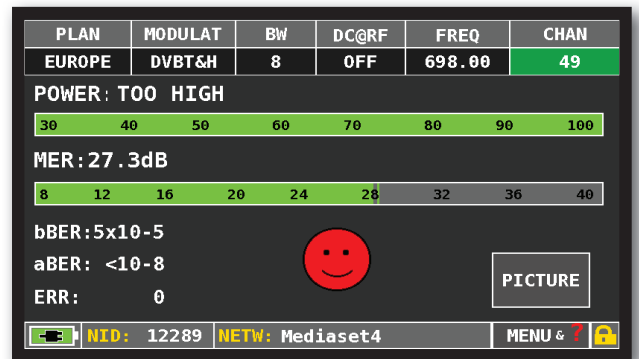 PLAN MODULAT BW DC@RF FREQ CHAN
EUROPE DVBT&H 8 OFF 698.00 49
POWER: TOO HIGH
30 40 50 60 70 80 90 100
MER:27.3dB
8 12 16 20 24 28 32 36 40
bBER:5x10-5
aBER: <10-8
PICTURE
ERR: 0
NID: 12289 NETW: Mediaset4 MENU & ?